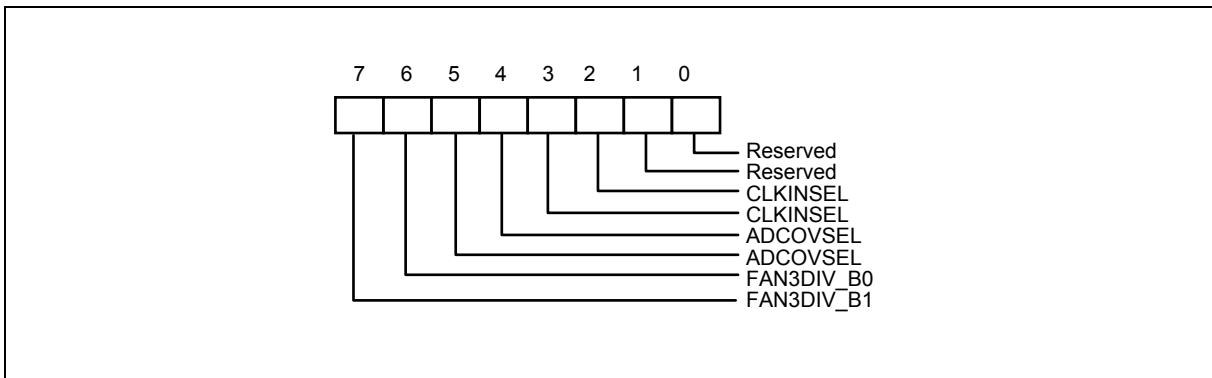 7 6 5 4 3 2 1 0
Reserved
Reserved
CLKINSEL
CLKINSEL
ADCOVSEL
ADCOVSEL
FAN3DIV_B0
FAN3DIV_B1